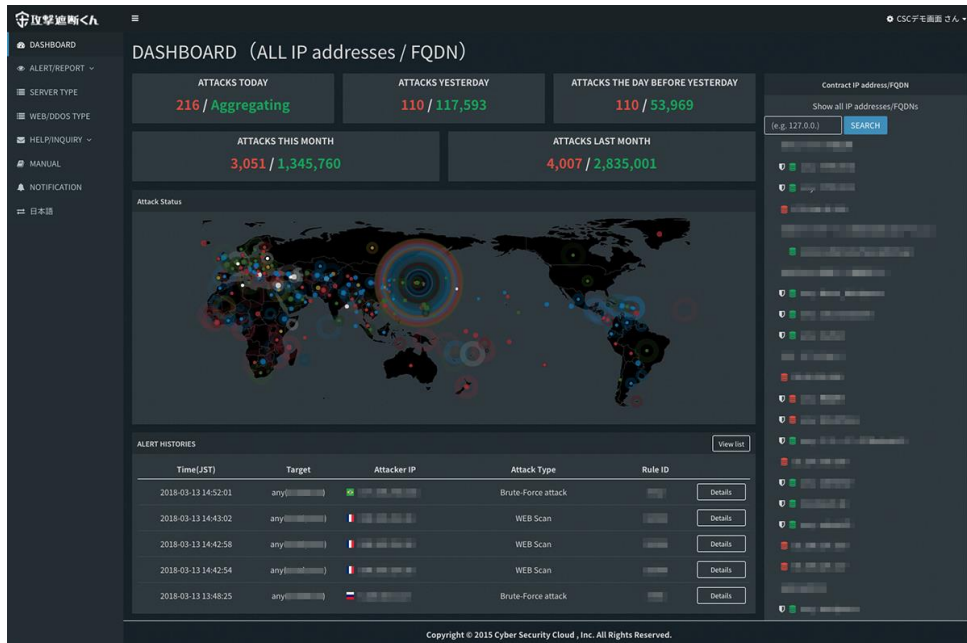 攻撃遮断くん
CSCデモ画面 さん
DASHBOARD
ALERT/REPORT
SERVER TYPE
WEB/DDOS TYPE
HELP/INQUIRY
MANUAL
NOTIFICATION
日本語
DASHBOARD （ALL IP addresses / FQDN）
ATTACKS TODAY
216 / Aggregating
ATTACKS YESTERDAY
110 / 117,593
ATTACKS THE DAY BEFORE YESTERDAY
110 / 53,969
ATTACKS THIS MONTH
3,051 / 1,345,760
ATTACKS LAST MONTH
4,007 / 2,835,001
Attack Status
ALERT HISTORIES
View list
Time(JST) Target Attacker IP Attack Type Rule ID
2018-03-13 14:52:01 any( ) Brute-Force attack Details
2018-03-13 14:43:02 any( ) WEB Scan Details
2018-03-13 14:42:58 any( ) WEB Scan Details
2018-03-13 14:42:54 any( ) WEB Scan Details
2018-03-13 13:48:25 any( ) Brute-Force attack Details
Contract IP address/FQDN
Show all IP addresses/FQDNs
(e.g. 127.0.0.) SEARCH
Copyright © 2015 Cyber Security Cloud , Inc. All Rights Reserved.